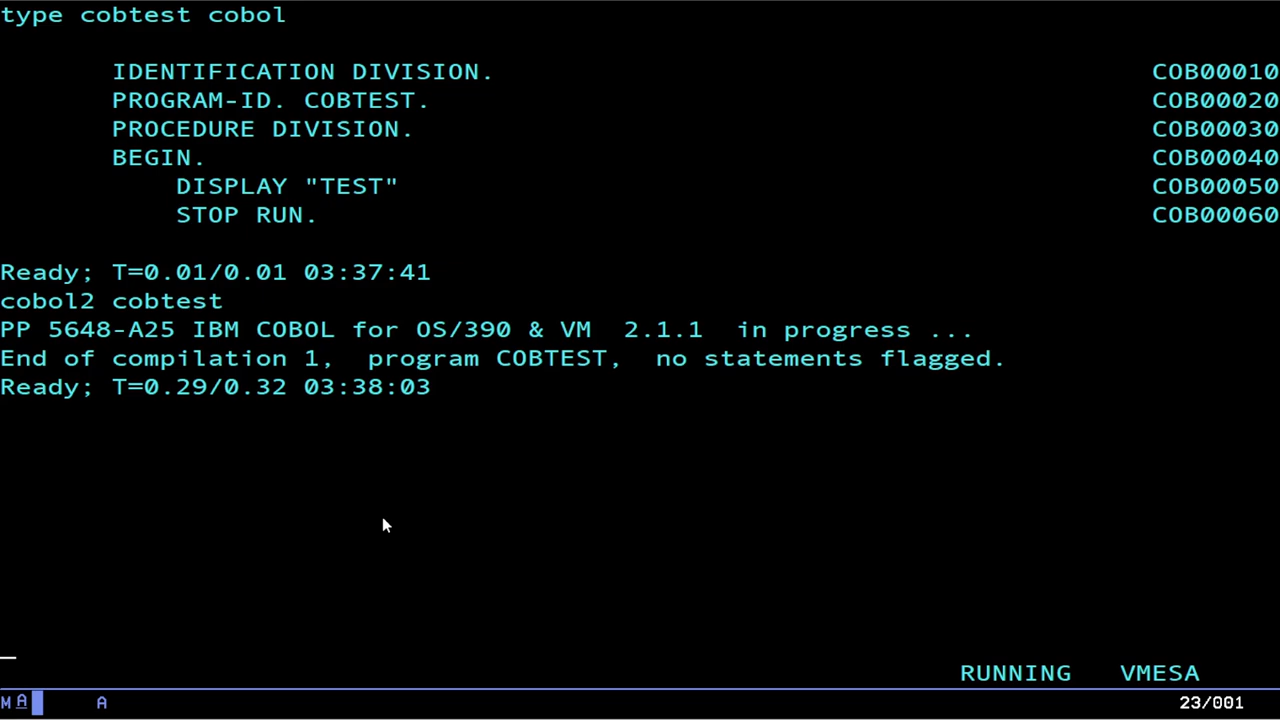 type cobtest cobol
IDENTIFICATION DIVISION. COB00010
PROGRAM-ID. COBTEST. COB00020
PROCEDURE DIVISION. COB00030
BEGIN. COB00040
DISPLAY "TEST" COB00050
STOP RUN. COB00060
Ready; T=0.01/0.01 03:37:41
cobol2 cobtest
PP 5648-A25 IBM COBOL for OS/390 & VM 2.1.1 in progress ...
End of compilation 1, program COBTEST, no statements flagged.
Ready; T=0.29/0.32 03:38:03
RUNNING VMESA
MA A 23/001